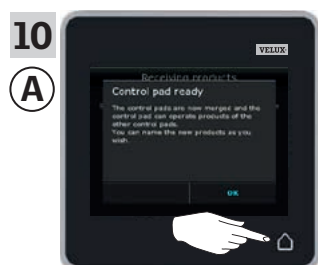 10
A
VELUX
Receiving products
Control pad ready
The control pads are now merged and the
control pad can operate products of the
other control pads.
You can name the new products as you
wish.
OK